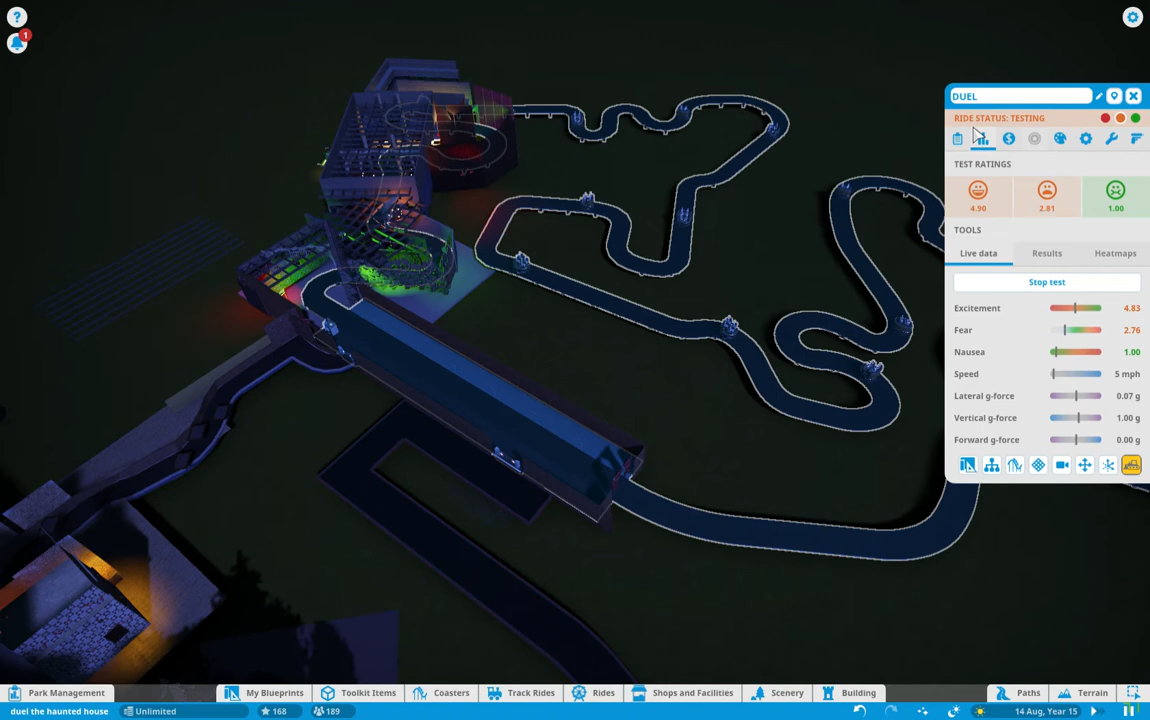 ?
1
DUEL
RIDE STATUS: TESTING
TEST RATINGS
4.90 2.81 1.00
TOOLS
Live data Results Heatmaps
Stop test
Excitement 4.83
Fear 2.76
Nausea 1.00
Speed 5 mph
Lateral g-force 0.07 g
Vertical g-force 1.00 g
Forward g-force 0.00 g
Park Management My Blueprints Toolkit Items Coasters Track Rides Rides Shops and Facilities Scenery Building Paths Terrain
duel the haunted house Unlimited 168 189 14 Aug, Year 15